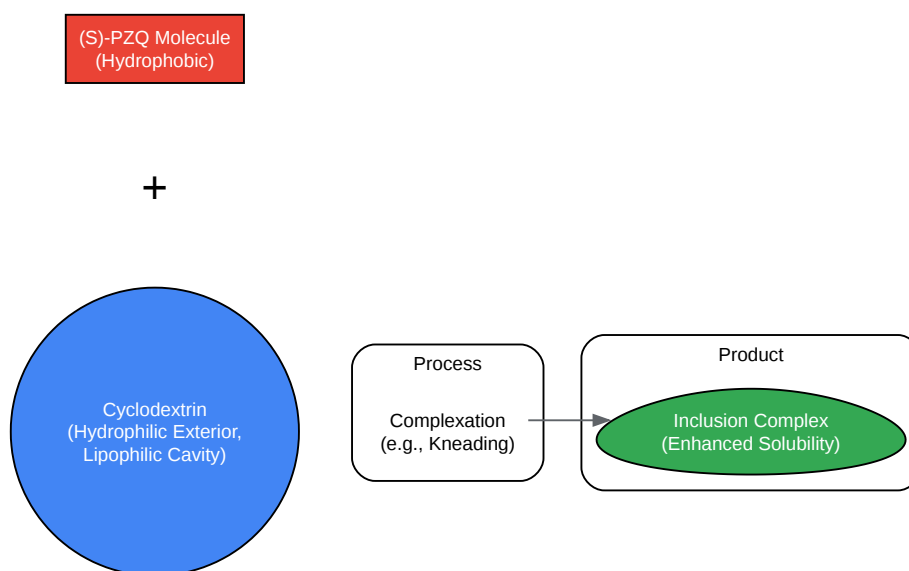 (S)-PZQ Molecule
(Hydrophobic)
+
Cyclodextrin
(Hydrophilic Exterior,
Lipophilic Cavity)
Process
Complexation
(e.g., Kneading)
Product
Inclusion Complex
(Enhanced Solubility)